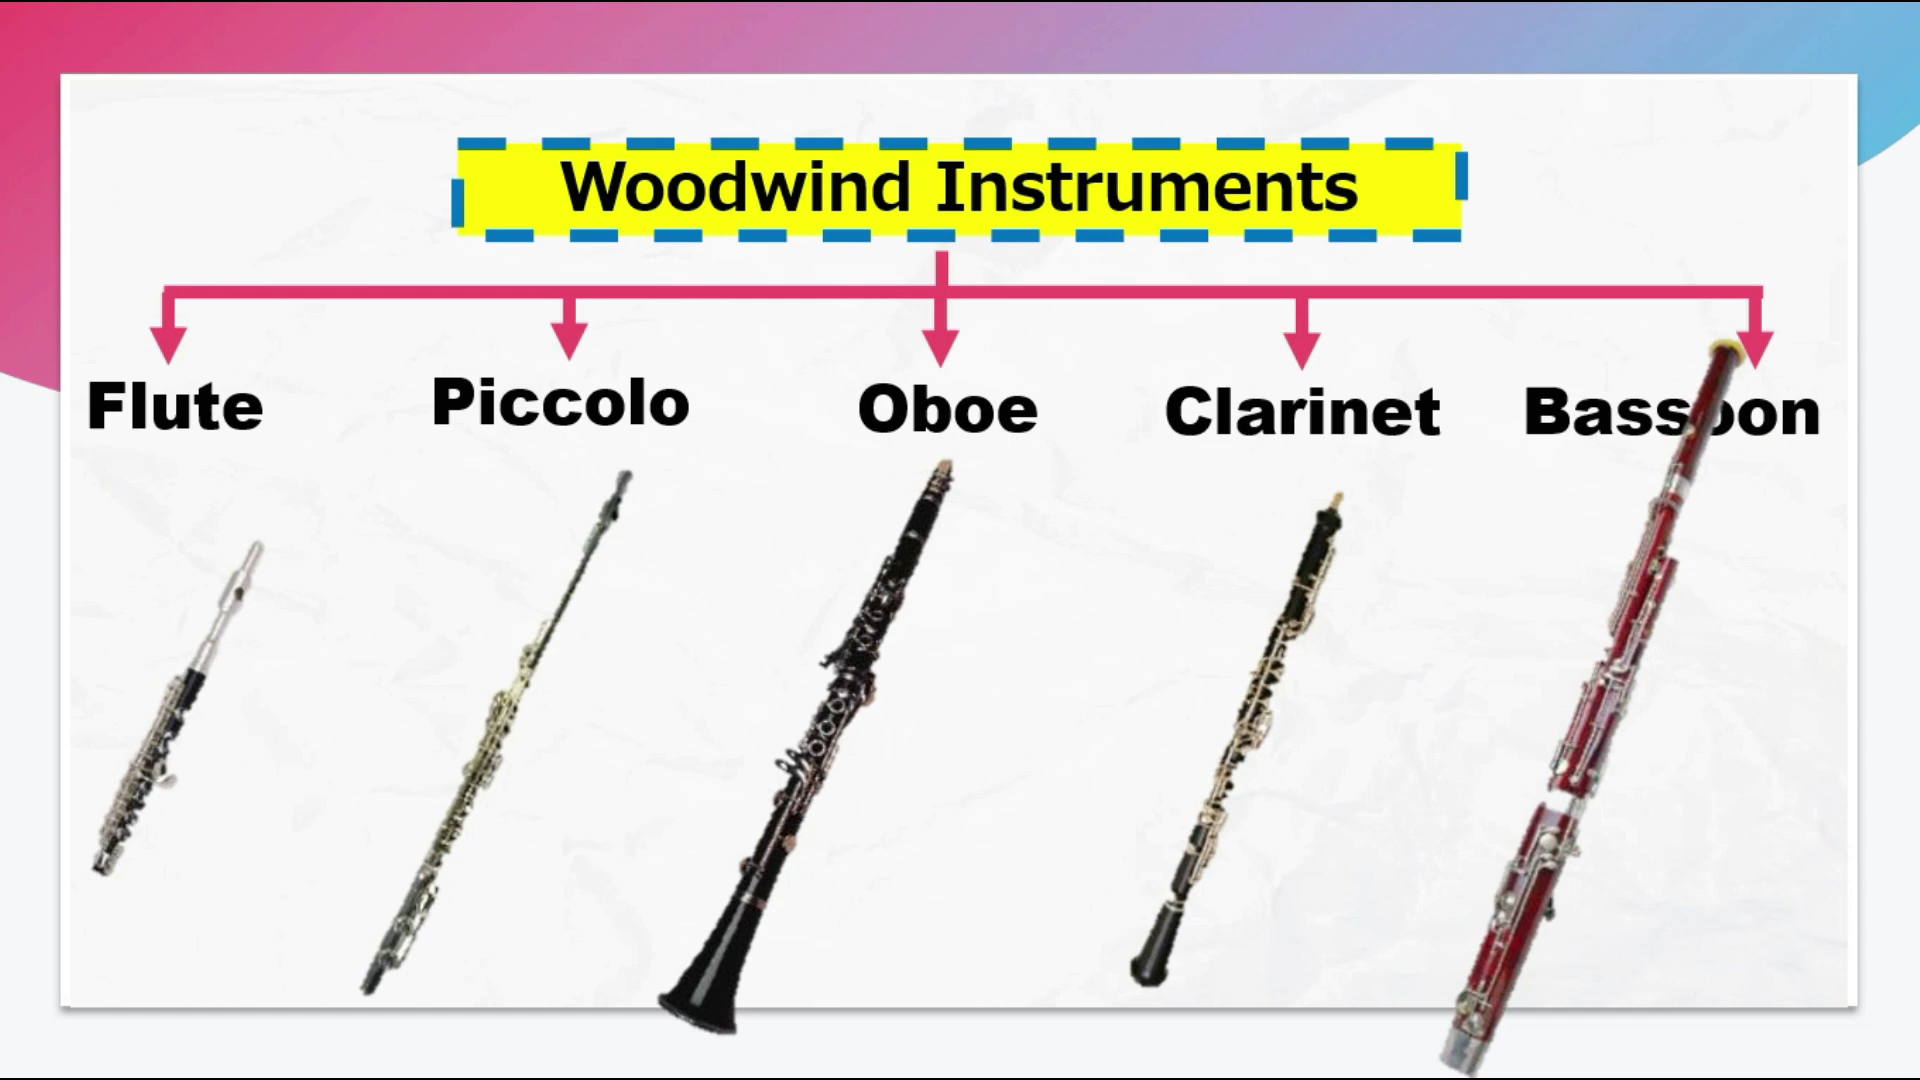 Woodwind Instruments
Flute
Piccolo
Oboe
Clarinet
Bassoon